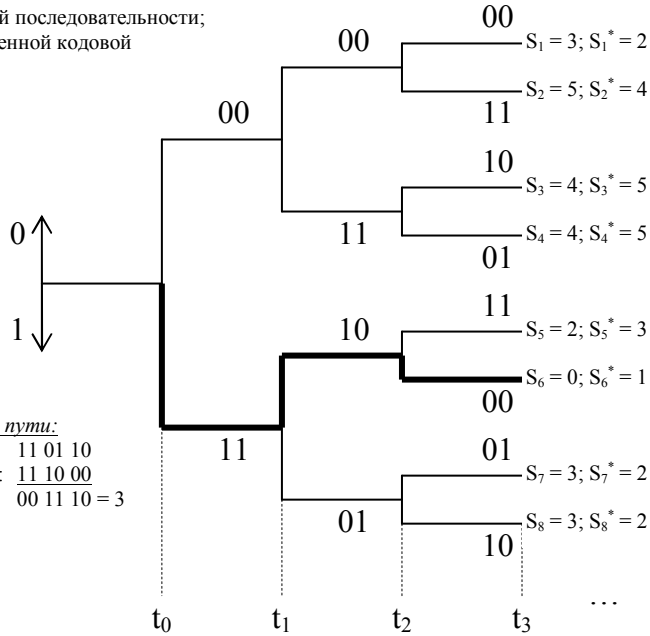 й последовательности;
енной кодовой
00
00
S₁ = 3; S₁* = 2
S₂ = 5; S₂* = 4
11
00
10
S₃ = 4; S₃* = 5
11
S₄ = 4; S₄* = 5
01
0
1
11
10
S₅ = 2; S₅* = 3
S₆ = 0; S₆* = 1
00
пути:
11 01 10
: 11 10 00
00 11 10 = 3
11
01
S₇ = 3; S₇* = 2
01
S₈ = 3; S₈* = 2
10
t₀ t₁ t₂ t₃ ...